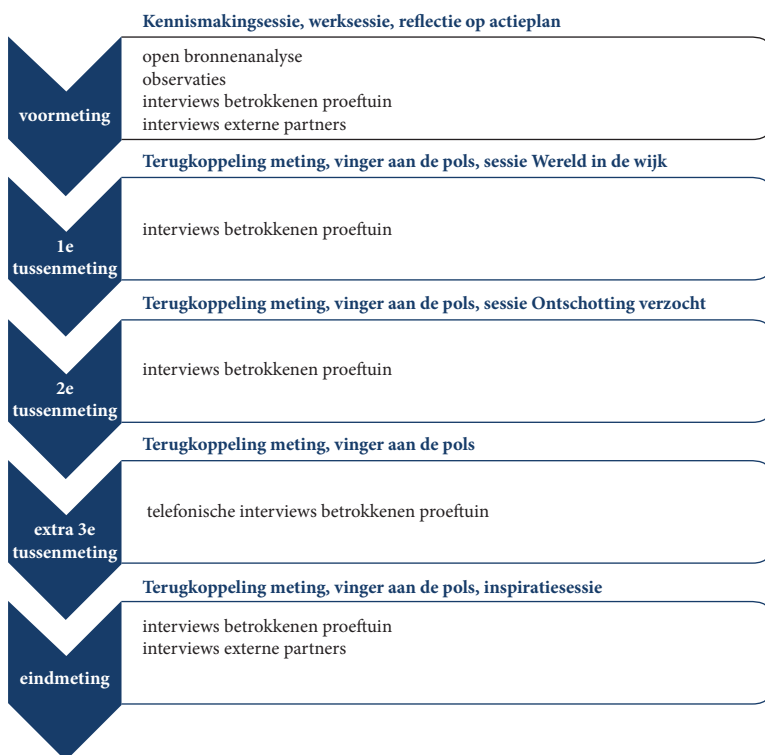 Kennismakingsessie, werksessie, reflectie op actieplan
voormeting
open bronnenanalyse
observaties
interviews betrokkenen proeftuin
interviews externe partners
Terugkoppeling meting, vinger aan de pols, sessie Wereld in de wijk
1e
tussenmeting
interviews betrokkenen proeftuin
Terugkoppeling meting, vinger aan de pols, sessie Ontschotting verzocht
2e
tussenmeting
interviews betrokkenen proeftuin
Terugkoppeling meting, vinger aan de pols
extra 3e
tussenmeting
telefonische interviews betrokkenen proeftuin
Terugkoppeling meting, vinger aan de pols, inspiratiesessie
eindmeting
interviews betrokkenen proeftuin
interviews externe partners